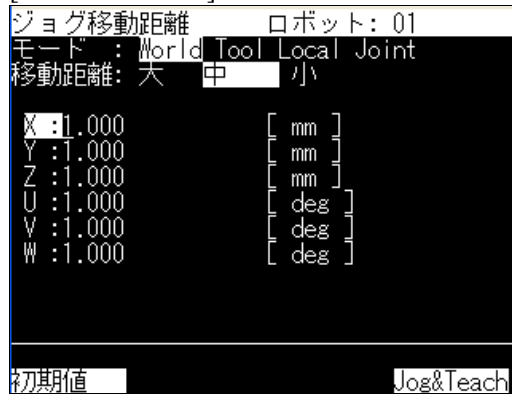 ジョグ移動距離 ロボット: 01
モード : World Tool Local Joint
移動距離: 大 中 小
X :1.000 [ mm ]
Y :1.000 [ mm ]
Z :1.000 [ mm ]
U :1.000 [ deg ]
V :1.000 [ deg ]
W :1.000 [ deg ]
初期値 Jog&Teach